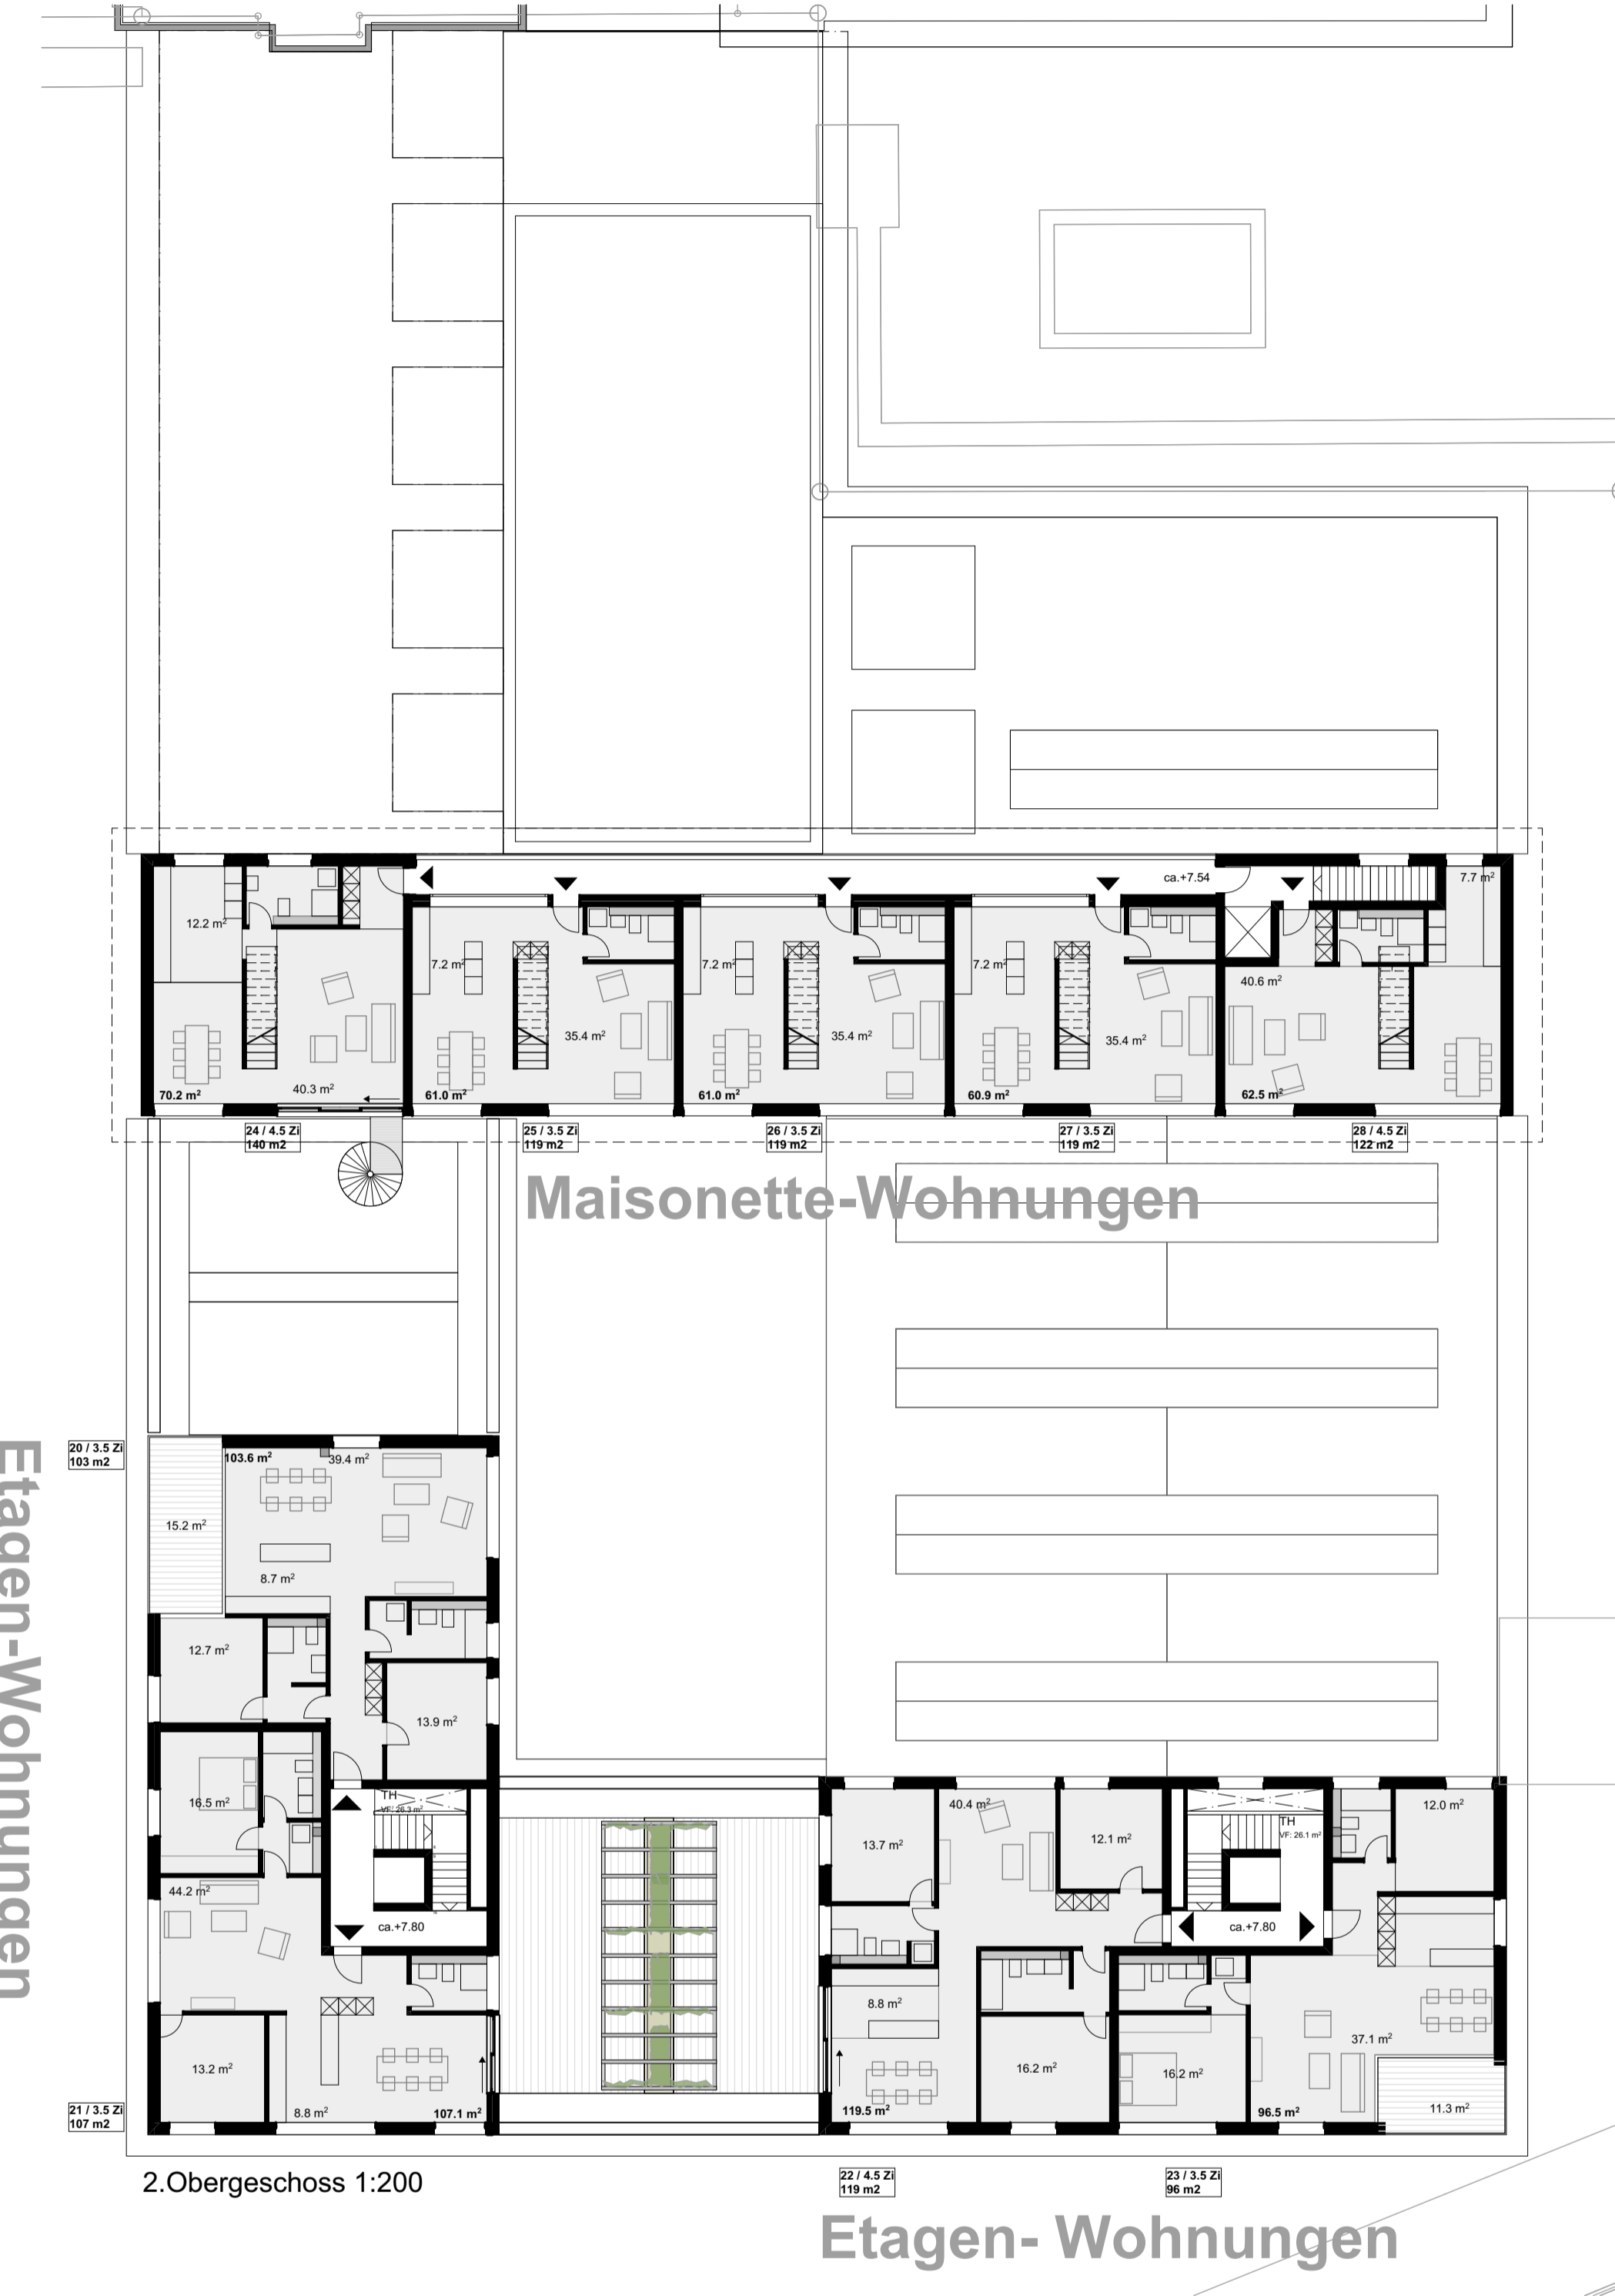 ca.+7.54
7.7 m²
12.2 m²
7.2 m²
7.2 m²
7.2 m²
40.6 m²
35.4 m²
35.4 m²
35.4 m²
40.3 m²
70.2 m²
61.0 m²
61.0 m²
60.9 m²
62.5 m²
24 / 4.5 Zi
140 m2
25 / 3.5 Zi
119 m2
26 / 3.5 Zi
119 m2
27 / 3.5 Zi
119 m2
28 / 4.5 Zi
122 m2
Maisonette-Wohnungen
Etagen-Wohnungen
20 / 3.5 Zi
103 m2
103.6 m²
39.4 m²
15.2 m²
8.7 m²
12.7 m²
13.9 m²
16.5 m²
TH
VF: 26.3 m²
44.2 m²
ca.+7.80
13.2 m²
8.8 m²
107.1 m²
21 / 3.5 Zi
107 m2
40.4 m²
13.7 m²
12.1 m²
TH
VF: 26.1 m²
12.0 m²
ca.+7.80
8.8 m²
16.2 m²
16.2 m²
37.1 m²
119.5 m²
96.5 m²
11.3 m²
2.Obergeschoss 1:200
22 / 4.5 Zi
119 m2
23 / 3.5 Zi
96 m2
Etagen- Wohnungen